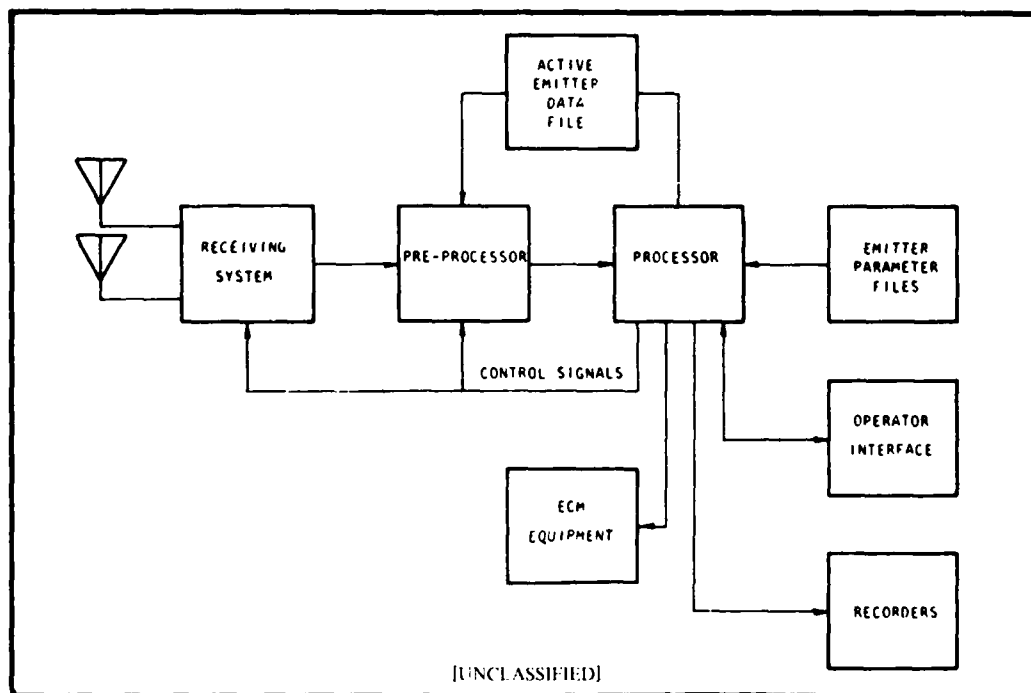 ACTIVE
EMITTER
DATA
FILE
RECEIVING
SYSTEM
PRE-PROCESSOR
PROCESSOR
EMITTER
PARAMETER
FILES
CONTROL SIGNALS
OPERATOR
INTERFACE
ECM
EQUIPMENT
RECORDERS
[UNCLASSIFIED]